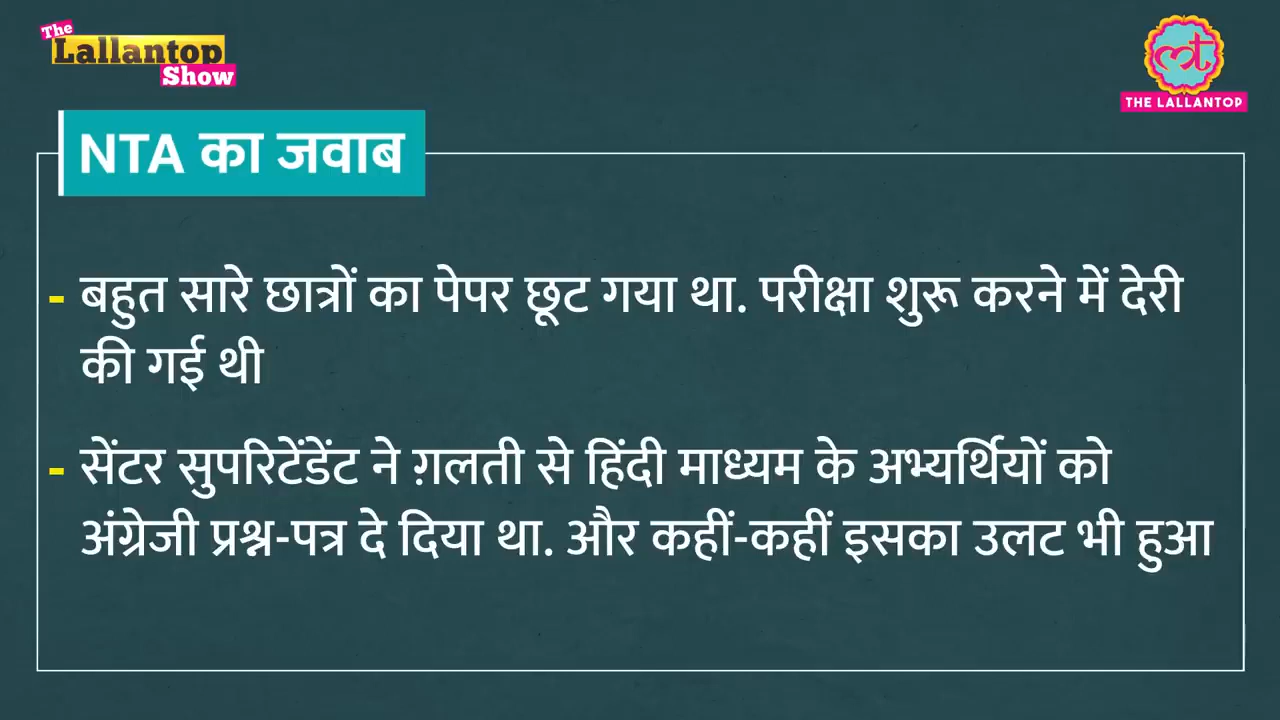 The
Lallantop
Show
लт
THE LALLANTOP
NTA का जवाब
- बहुत सारे छात्रों का पेपर छूट गया था. परीक्षा शुरू करने में देरी
की गई थी
- सेंटर सुपरिटेंडेंट ने ग़लती से हिंदी माध्यम के अभ्यर्थियों को
अंग्रेजी प्रश्न-पत्र दे दिया था. और कहीं-कहीं इसका उलट भी हुआ